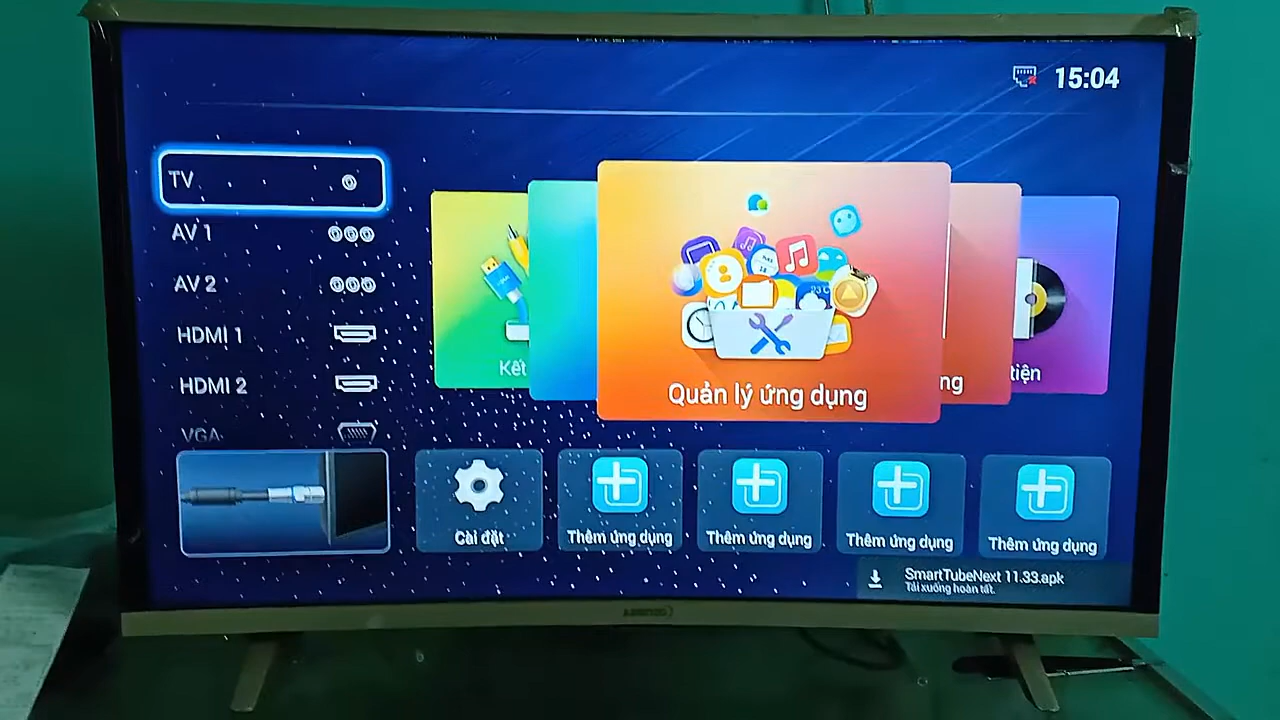 15:04
TV
AV 1
AV 2
HDMI 1
HDMI 2
VGA
Kết
Quản lý ứng dụng
ng
tiện
Cài đặt
Thêm ứng dụng
Thêm ứng dụng
Thêm ứng dụng
Thêm ứng dụng
SmartTubeNext 11.33.apk
Tải xuống hoàn tất.